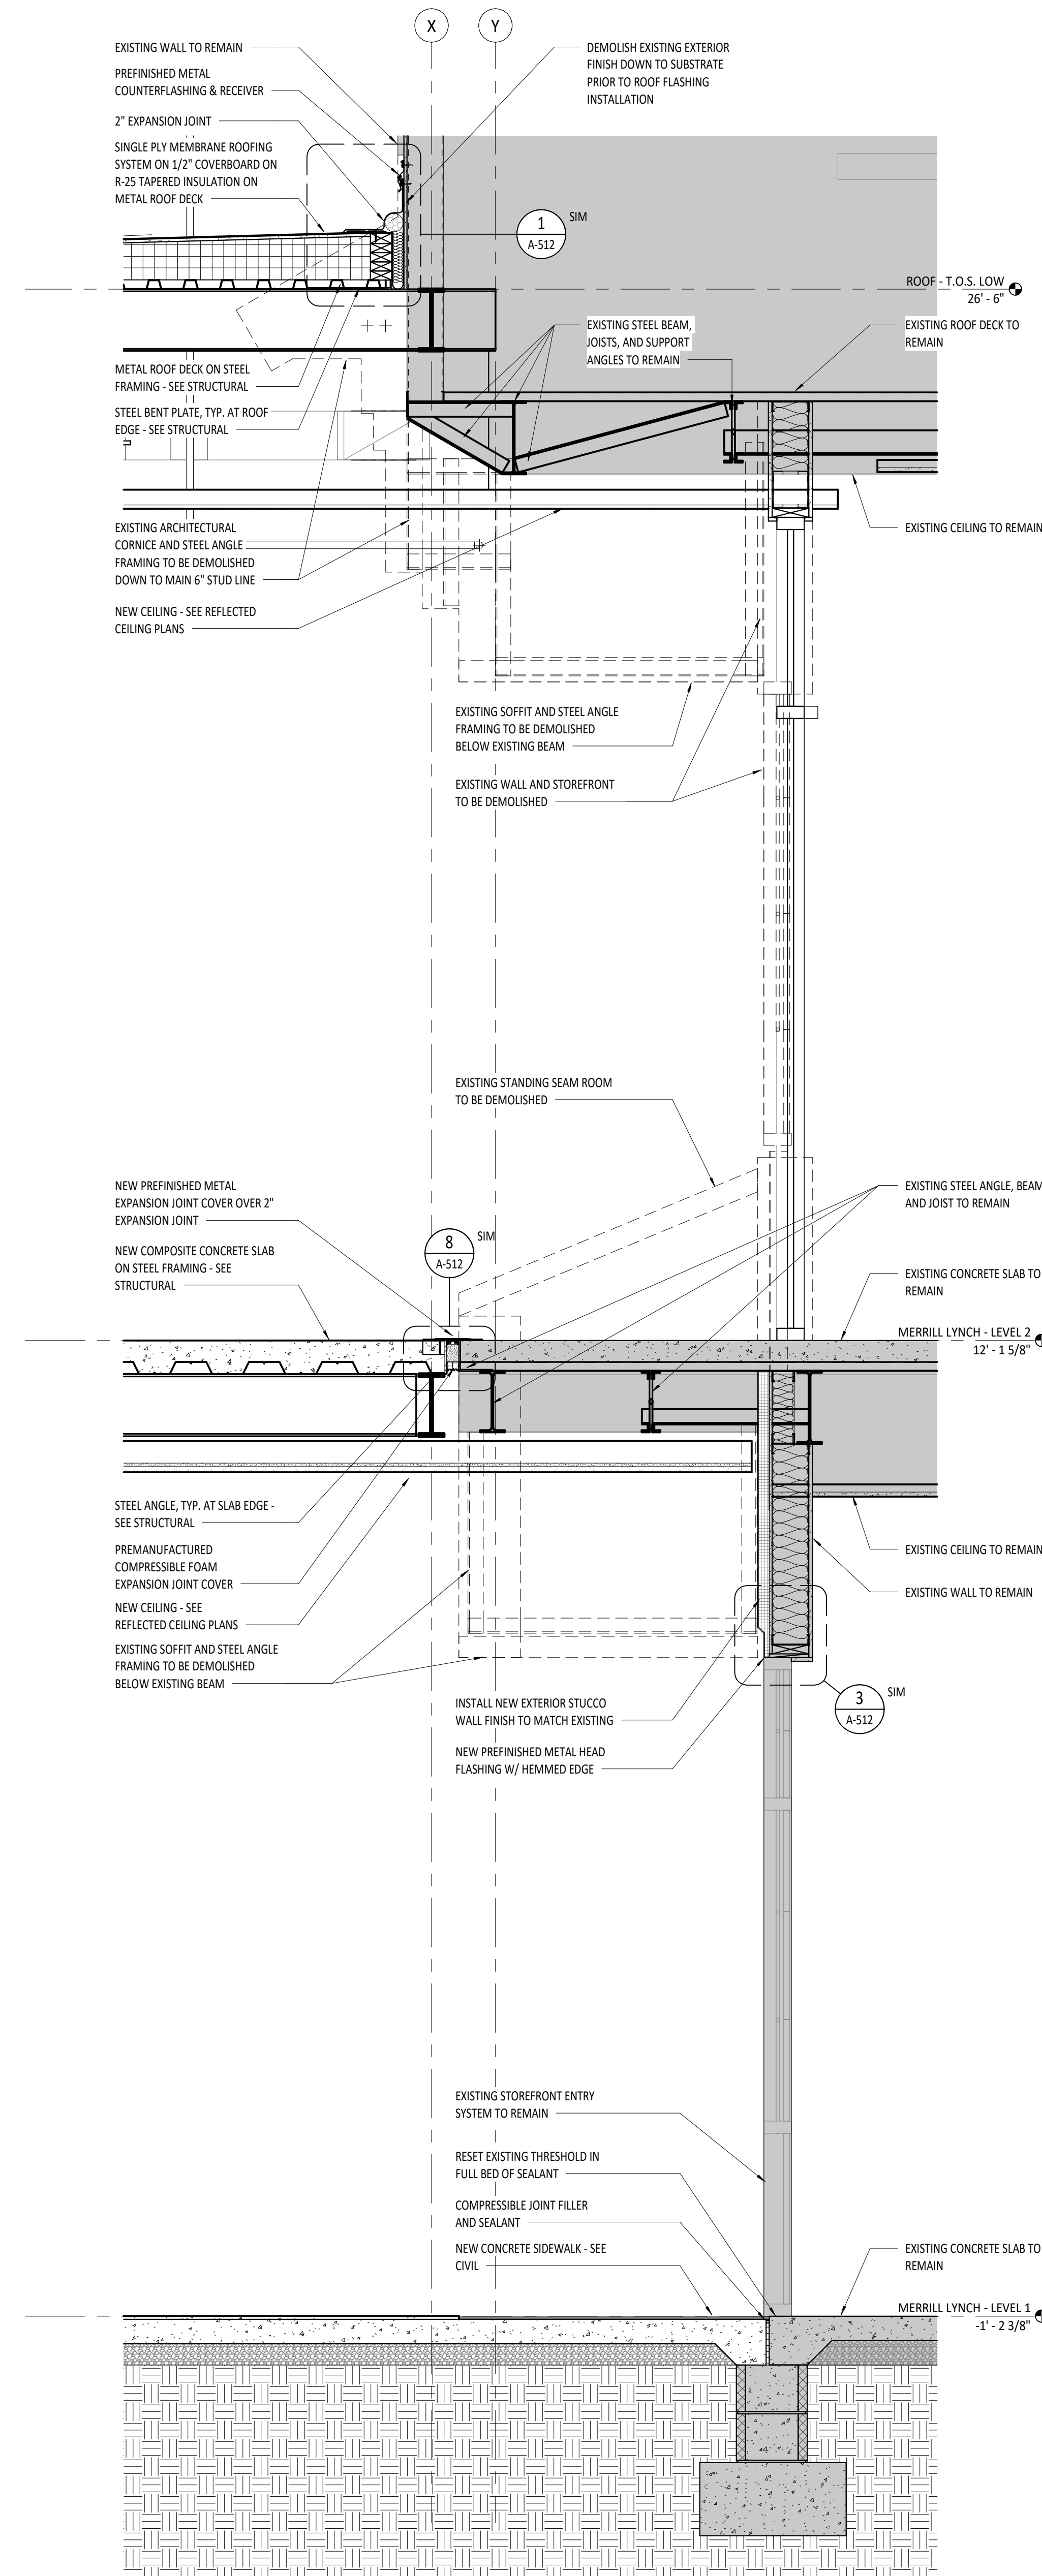 X
Y
EXISTING WALL TO REMAIN
PREFINISHED METAL
COUNTERFLASHING & RECEIVER
2" EXPANSION JOINT
SINGLE PLY MEMBRANE ROOFING
SYSTEM ON 1/2" COVERBOARD ON
R-25 TAPERED INSULATION ON
METAL ROOF DECK
DEMOLISH EXISTING EXTERIOR
FINISH DOWN TO SUBSTRATE
PRIOR TO ROOF FLASHING
INSTALLATION
1
A-512
SIM
ROOF - T.O.S. LOW
26' - 6"
EXISTING STEEL BEAM,
JOISTS, AND SUPPORT
ANGLES TO REMAIN
EXISTING ROOF DECK TO
REMAIN
METAL ROOF DECK ON STEEL
FRAMING - SEE STRUCTURAL
STEEL BENT PLATE, TYP. AT ROOF
EDGE - SEE STRUCTURAL
EXISTING ARCHITECTURAL
CORNICE AND STEEL ANGLE
FRAMING TO BE DEMOLISHED
DOWN TO MAIN 6" STUD LINE
NEW CEILING - SEE REFLECTED
CEILING PLANS
EXISTING CEILING TO REMAIN
EXISTING SOFFIT AND STEEL ANGLE
FRAMING TO BE DEMOLISHED
BELOW EXISTING BEAM
EXISTING WALL AND STOREFRONT
TO BE DEMOLISHED
EXISTING STANDING SEAM ROOM
TO BE DEMOLISHED
NEW PREFINISHED METAL
EXPANSION JOINT COVER OVER 2"
EXPANSION JOINT
NEW COMPOSITE CONCRETE SLAB
ON STEEL FRAMING - SEE
STRUCTURAL
8
A-512
SIM
EXISTING STEEL ANGLE, BEAM
AND JOIST TO REMAIN
EXISTING CONCRETE SLAB TO
REMAIN
MERRILL LYNCH - LEVEL 2
12' - 1 5/8"
STEEL ANGLE, TYP. AT SLAB EDGE -
SEE STRUCTURAL
PREMANUFACTURED
COMPRESSIBLE FOAM
EXPANSION JOINT COVER
NEW CEILING - SEE
REFLECTED CEILING PLANS
EXISTING SOFFIT AND STEEL ANGLE
FRAMING TO BE DEMOLISHED
BELOW EXISTING BEAM
EXISTING CEILING TO REMAIN
EXISTING WALL TO REMAIN
3
A-512
SIM
INSTALL NEW EXTERIOR STUCCO
WALL FINISH TO MATCH EXISTING
NEW PREFINISHED METAL HEAD
FLASHING W/ HEMMED EDGE
EXISTING STOREFRONT ENTRY
SYSTEM TO REMAIN
RESET EXISTING THRESHOLD IN
FULL BED OF SEALANT
COMPRESSIBLE JOINT FILLER
AND SEALANT
NEW CONCRETE SIDEWALK - SEE
CIVIL
EXISTING CONCRETE SLAB TO
REMAIN
MERRILL LYNCH - LEVEL 1
-1' - 2 3/8"